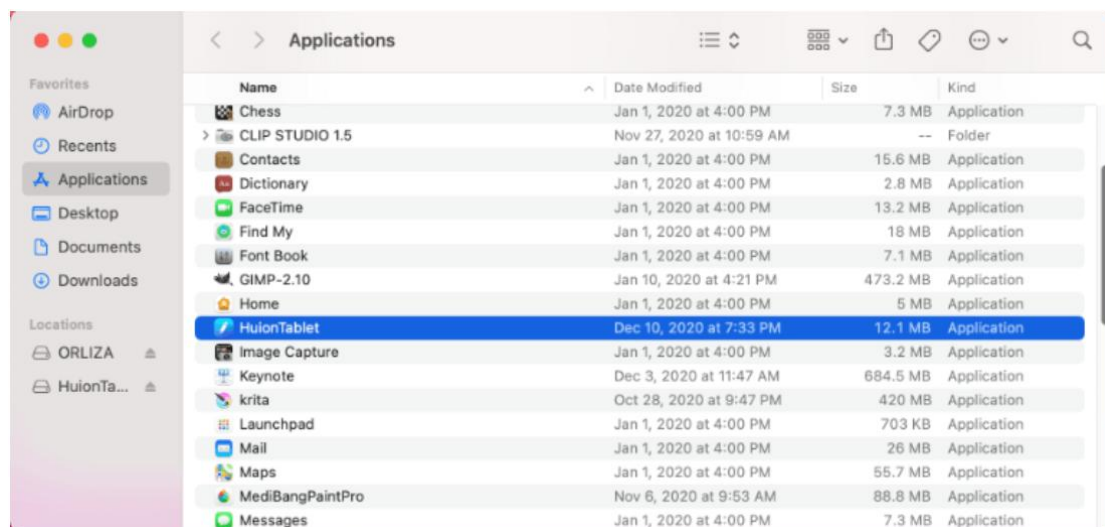 Applications
Favorites
AirDrop
Recents
Applications
Desktop
Documents
Downloads
Locations
ORLIZA
HuionTa...
Name Date Modified Size Kind
Chess Jan 1, 2020 at 4:00 PM 7.3 MB Application
CLIP STUDIO 1.5 Nov 27, 2020 at 10:59 AM -- Folder
Contacts Jan 1, 2020 at 4:00 PM 15.6 MB Application
Dictionary Jan 1, 2020 at 4:00 PM 2.8 MB Application
FaceTime Jan 1, 2020 at 4:00 PM 13.2 MB Application
Find My Jan 1, 2020 at 4:00 PM 18 MB Application
Font Book Jan 1, 2020 at 4:00 PM 7.1 MB Application
GIMP-2.10 Jan 10, 2020 at 4:21 PM 473.2 MB Application
Home Jan 1, 2020 at 4:00 PM 5 MB Application
HuionTablet Dec 10, 2020 at 7:33 PM 12.1 MB Application
Image Capture Jan 1, 2020 at 4:00 PM 3.2 MB Application
Keynote Dec 3, 2020 at 11:47 AM 684.5 MB Application
krita Oct 28, 2020 at 9:47 PM 420 MB Application
Launchpad Jan 1, 2020 at 4:00 PM 703 KB Application
Mail Jan 1, 2020 at 4:00 PM 26 MB Application
Maps Jan 1, 2020 at 4:00 PM 55.7 MB Application
MediBangPaintPro Nov 6, 2020 at 9:53 AM 88.8 MB Application
Messages Jan 1, 2020 at 4:00 PM 7.3 MB Application